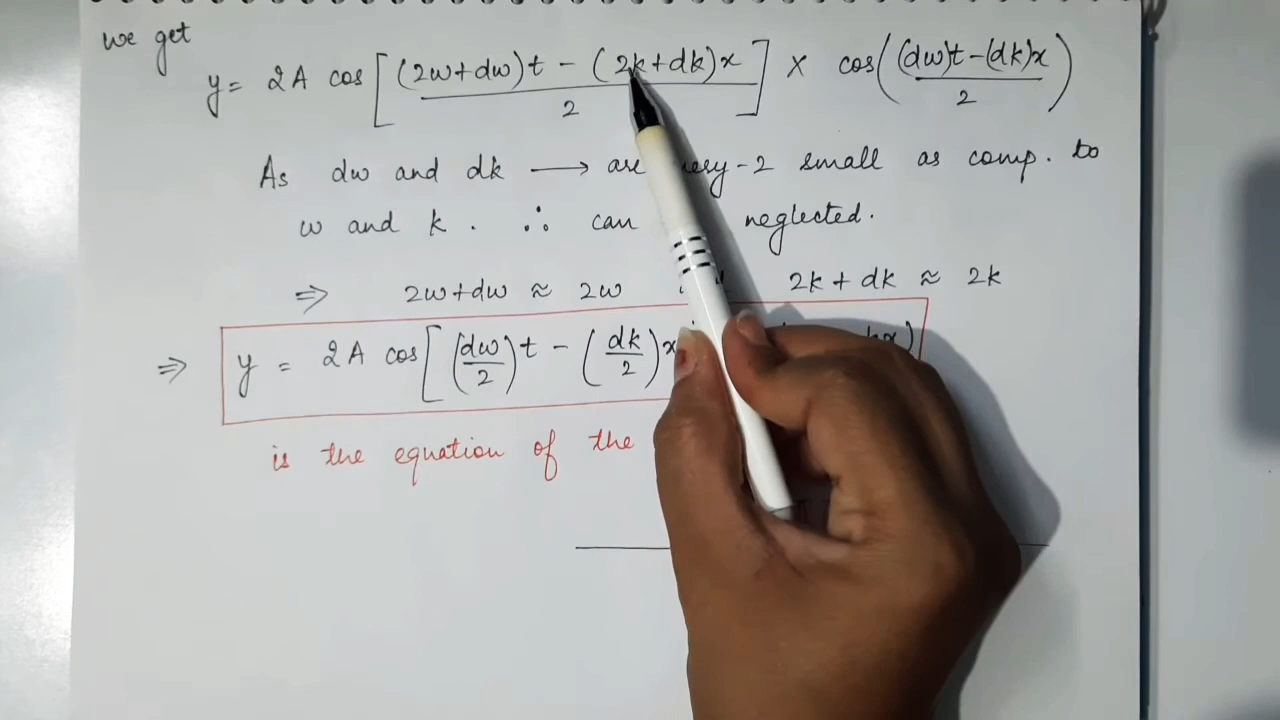 we get
y = 2A cos[((2ω+dω)t − (2k+dk)x)/2] × cos(((dω)t − (dk)x)/2)
As dω and dk → are very-2 small as comp. to
ω and k . ∴ can neglected.
⇒ 2ω+dω ≈ 2ω 2k + dk ≈ 2k
⇒ y = 2A cos[(dω/2)t − (dk/2)x
is the equation of the